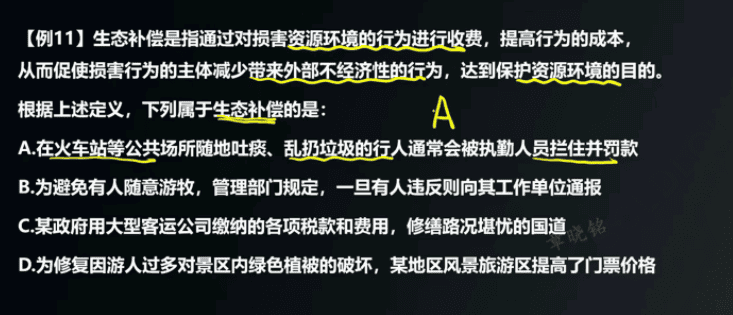 【例11】生态补偿是指通过对损害资源环境的行为进行收费，提高行为的成本，
从而促使损害行为的主体减少带来外部不经济性的行为，达到保护资源环境的目的。
根据上述定义，下列属于生态补偿的是：
A
A.在火车站等公共场所随地吐痰、乱扔垃圾的行人通常会被执勤人员拦住并罚款
B.为避免有人随意游牧，管理部门规定，一旦有人违反则向其工作单位通报
C.某政府用大型客运公司缴纳的各项税款和费用，修缮路况堪忧的国道
D.为修复因游人过多对景区内绿色植被的破坏，某地区风景旅游区提高了门票价格